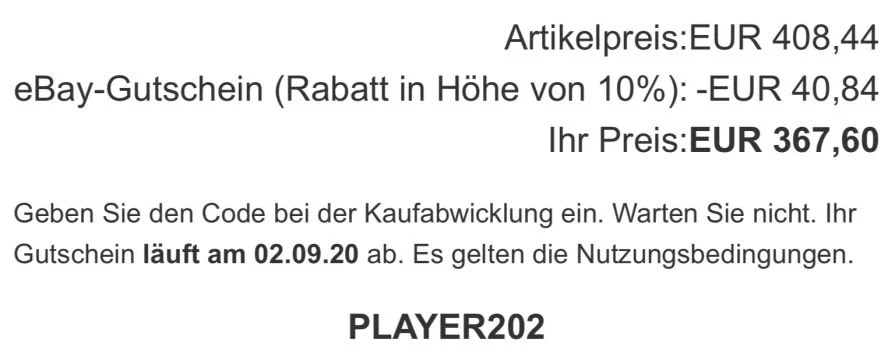 Artikelpreis:EUR 408,44
eBay-Gutschein (Rabatt in Höhe von 10%): -EUR 40,84
Ihr Preis:EUR 367,60
Geben Sie den Code bei der Kaufabwicklung ein. Warten Sie nicht. Ihr
Gutschein läuft am 02.09.20 ab. Es gelten die Nutzungsbedingungen.
PLAYER202